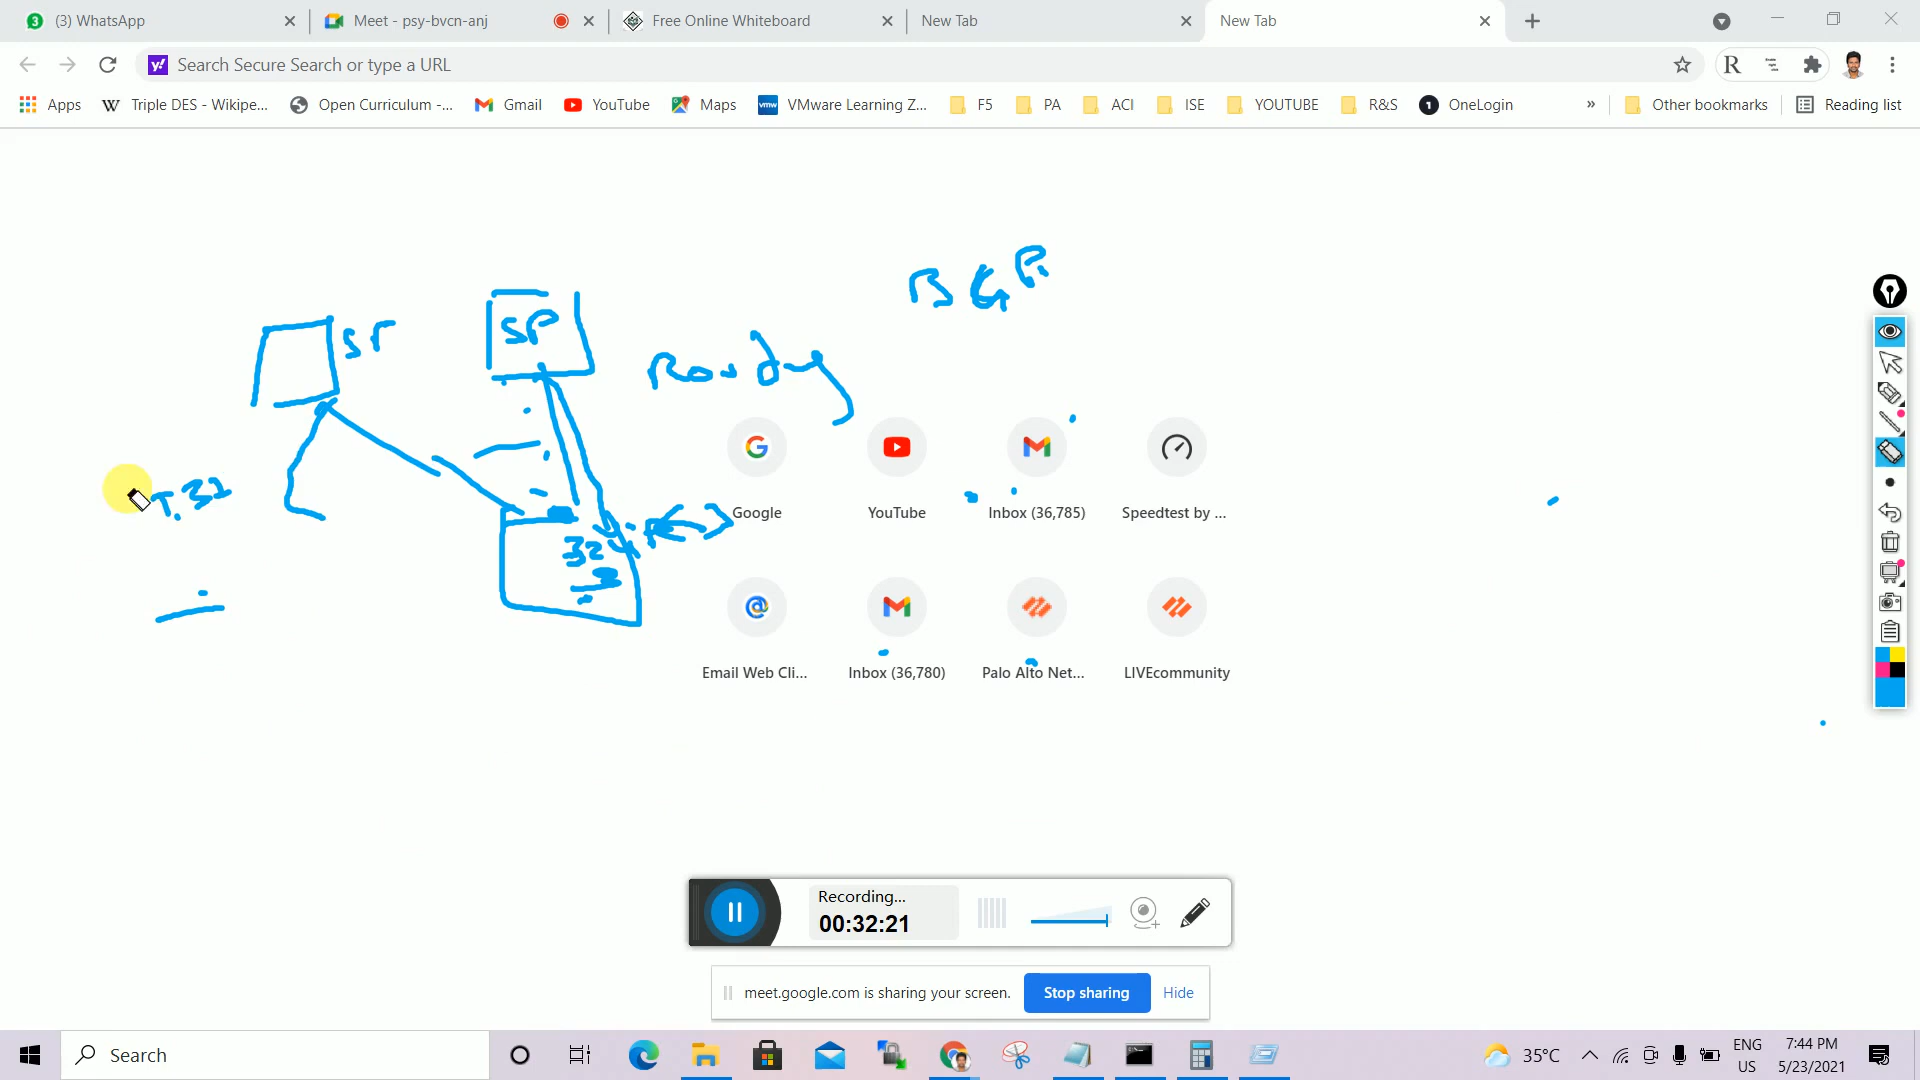 (3) WhatsApp
Meet - psy-bvcn-anj
Free Online Whiteboard
New Tab
New Tab
Search Secure Search or type a URL
R
Apps
Triple DES - Wikipe...
Open Curriculum -...
Gmail
YouTube
Maps
VMware Learning Z...
F5
PA
ACI
ISE
YOUTUBE
R&S
OneLogin
»
Other bookmarks
Reading list
BGP
SP
SP
32
Google
YouTube
Inbox (36,785)
Speedtest by ...
32
Email Web Cli...
Inbox (36,780)
Palo Alto Net...
LIVEcommunity
Recording...
00:32:21
meet.google.com is sharing your screen.
Stop sharing
Hide
Search
35°C
ENG
US
7:44 PM
5/23/2021